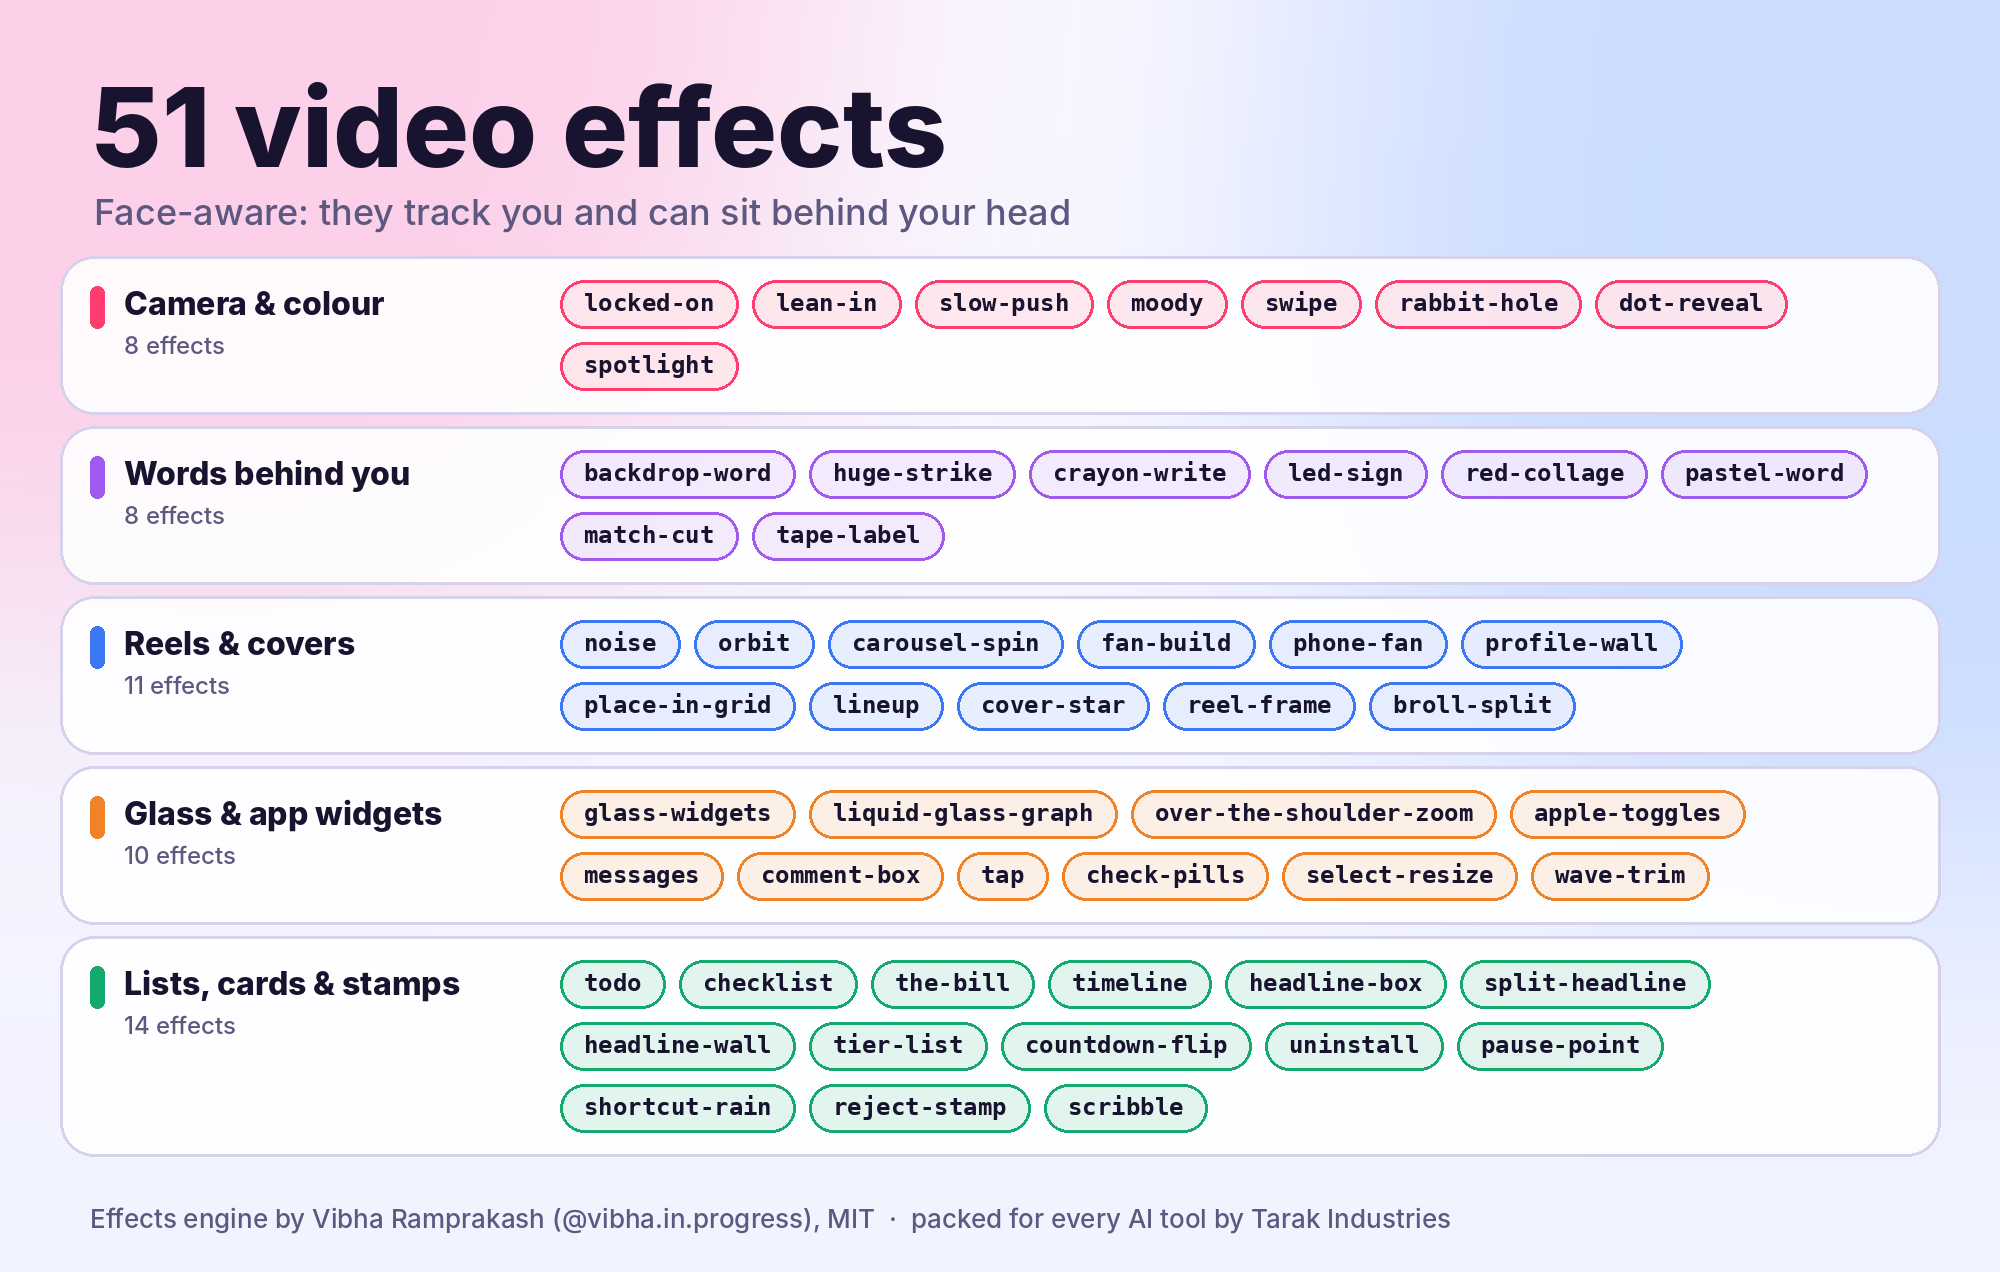 51 video effects
Face-aware: they track you and can sit behind your head
Camera & colour
8 effects
locked-on lean-in slow-push moody swipe rabbit-hole dot-reveal
spotlight
Words behind you
8 effects
backdrop-word huge-strike crayon-write led-sign red-collage pastel-word
match-cut tape-label
Reels & covers
11 effects
noise orbit carousel-spin fan-build phone-fan profile-wall
place-in-grid lineup cover-star reel-frame broll-split
Glass & app widgets
10 effects
glass-widgets liquid-glass-graph over-the-shoulder-zoom apple-toggles
messages comment-box tap check-pills select-resize wave-trim
Lists, cards & stamps
14 effects
todo checklist the-bill timeline headline-box split-headline
headline-wall tier-list countdown-flip uninstall pause-point
shortcut-rain reject-stamp scribble
Effects engine by Vibha Ramprakash (@vibha.in.progress), MIT · packed for every AI tool by Tarak Industries